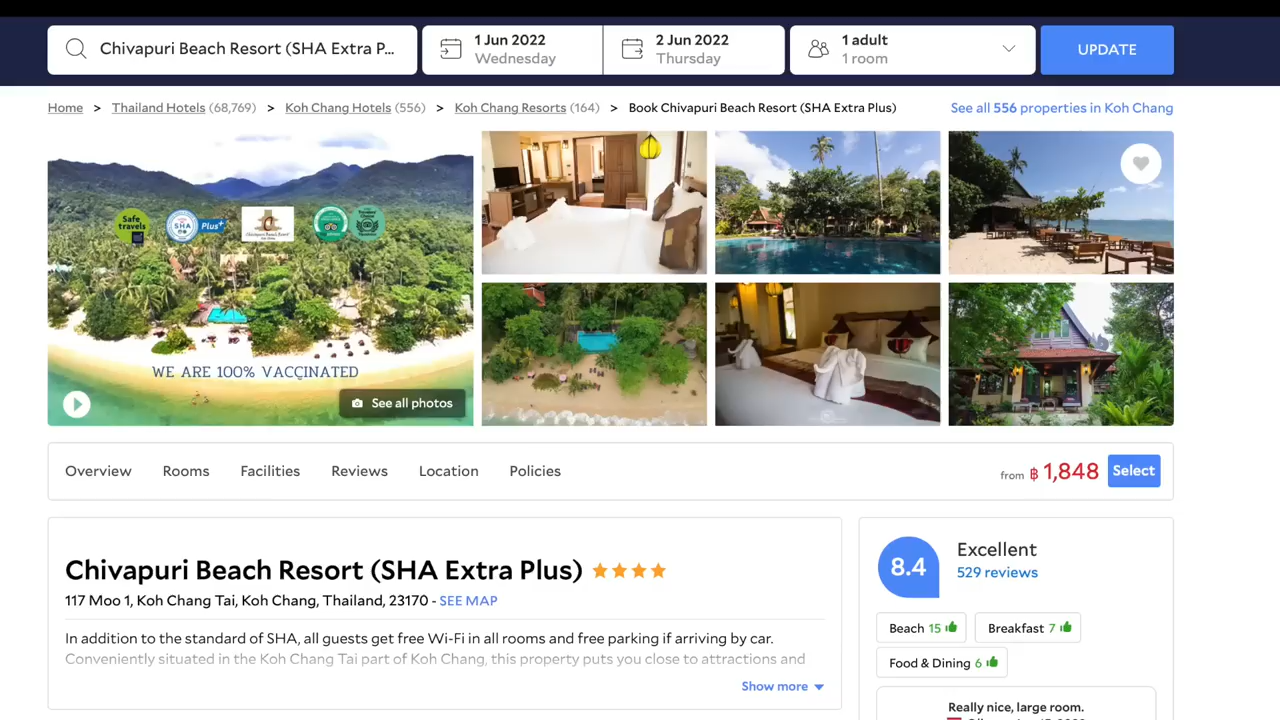 Chivapuri Beach Resort (SHA Extra P...
1 Jun 2022
Wednesday
2 Jun 2022
Thursday
1 adult
1 room
UPDATE
Home > Thailand Hotels (68,769) > Koh Chang Hotels (556) > Koh Chang Resorts (164) > Book Chivapuri Beach Resort (SHA Extra Plus)
See all 556 properties in Koh Chang
Safe
travels
SHA
Plus+
WE ARE 100% VACCINATED
See all photos
Overview
Rooms
Facilities
Reviews
Location
Policies
from ฿ 1,848
Select
Chivapuri Beach Resort (SHA Extra Plus)
117 Moo 1, Koh Chang Tai, Koh Chang, Thailand, 23170 - SEE MAP
In addition to the standard of SHA, all guests get free Wi-Fi in all rooms and free parking if arriving by car.
Conveniently situated in the Koh Chang Tai part of Koh Chang, this property puts you close to attractions and
Show more
8.4
Excellent
529 reviews
Beach 15
Breakfast 7
Food & Dining 6
Really nice, large room.